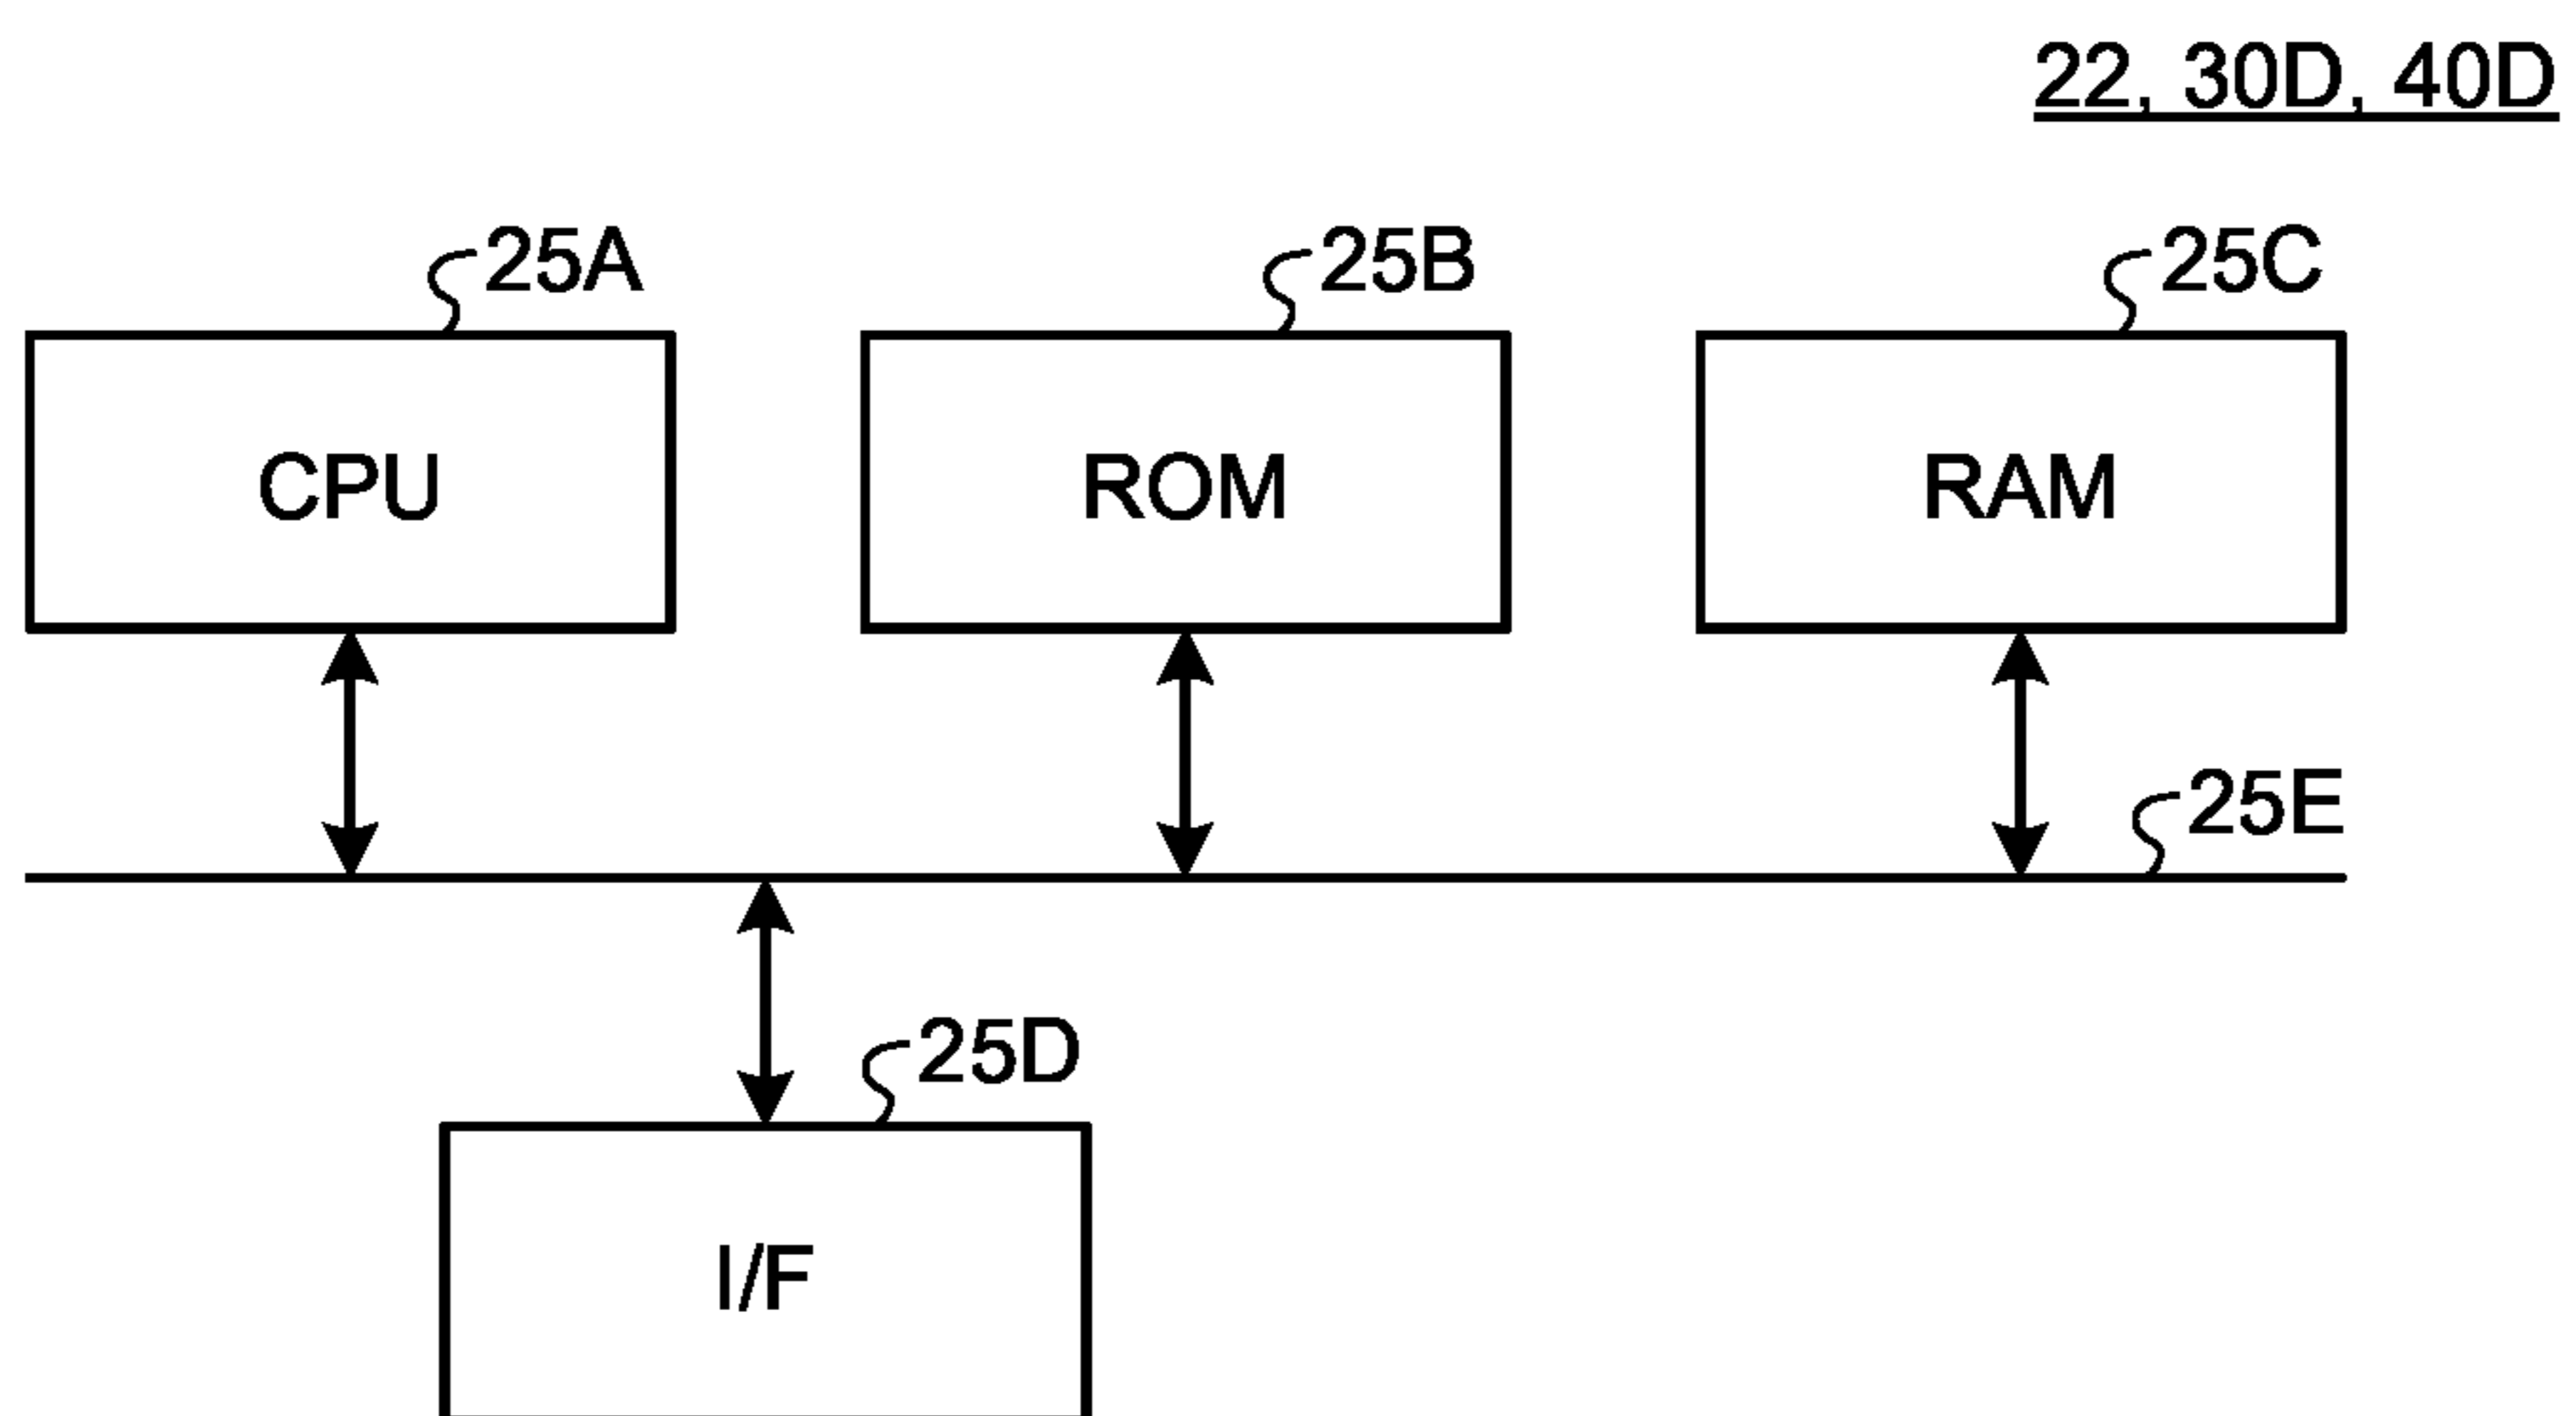 22, 30D, 40D
25A
25B
25C
CPU
ROM
RAM
25E
25D
I/F